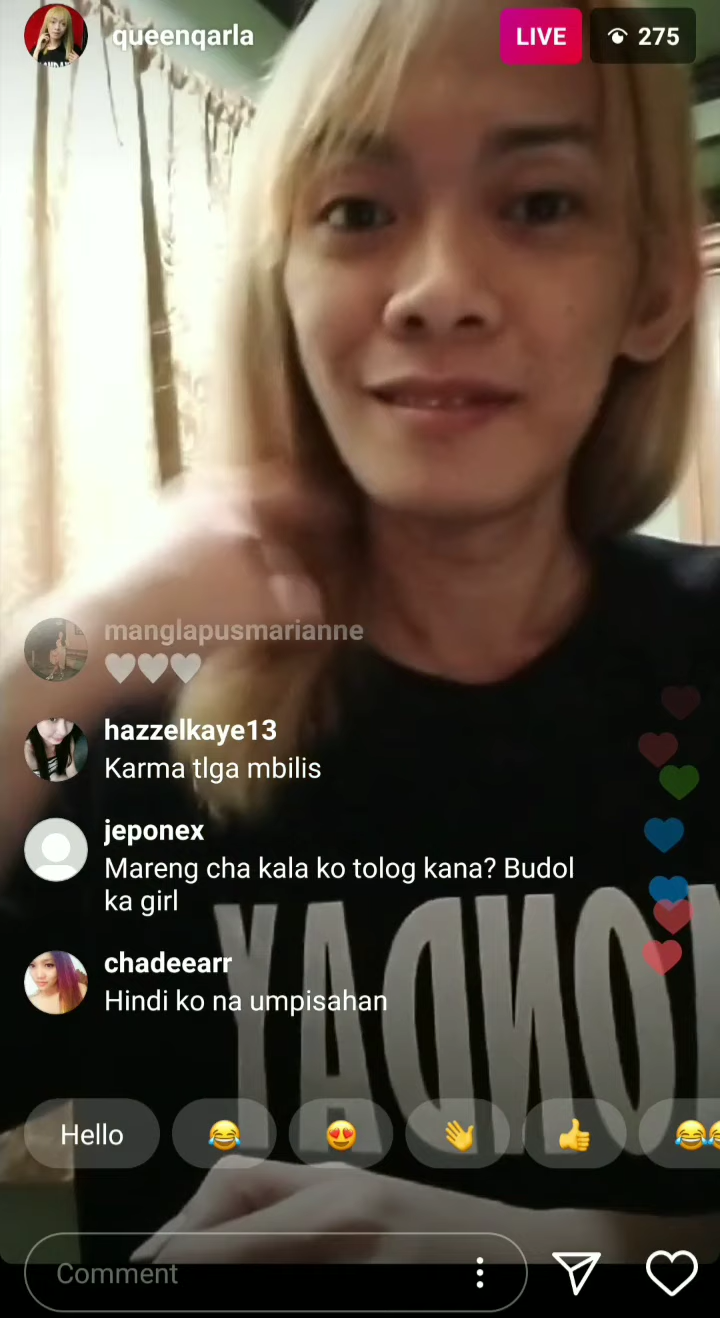 queenqarla
LIVE
275
manglapusmarianne
hazzelkaye13
Karma tlga mbilis
jeponex
Mareng cha kala ko tolog kana? Budol
ka girl
chadeearr
Hindi ko na umpisahan
YADNO
Hello
Comment